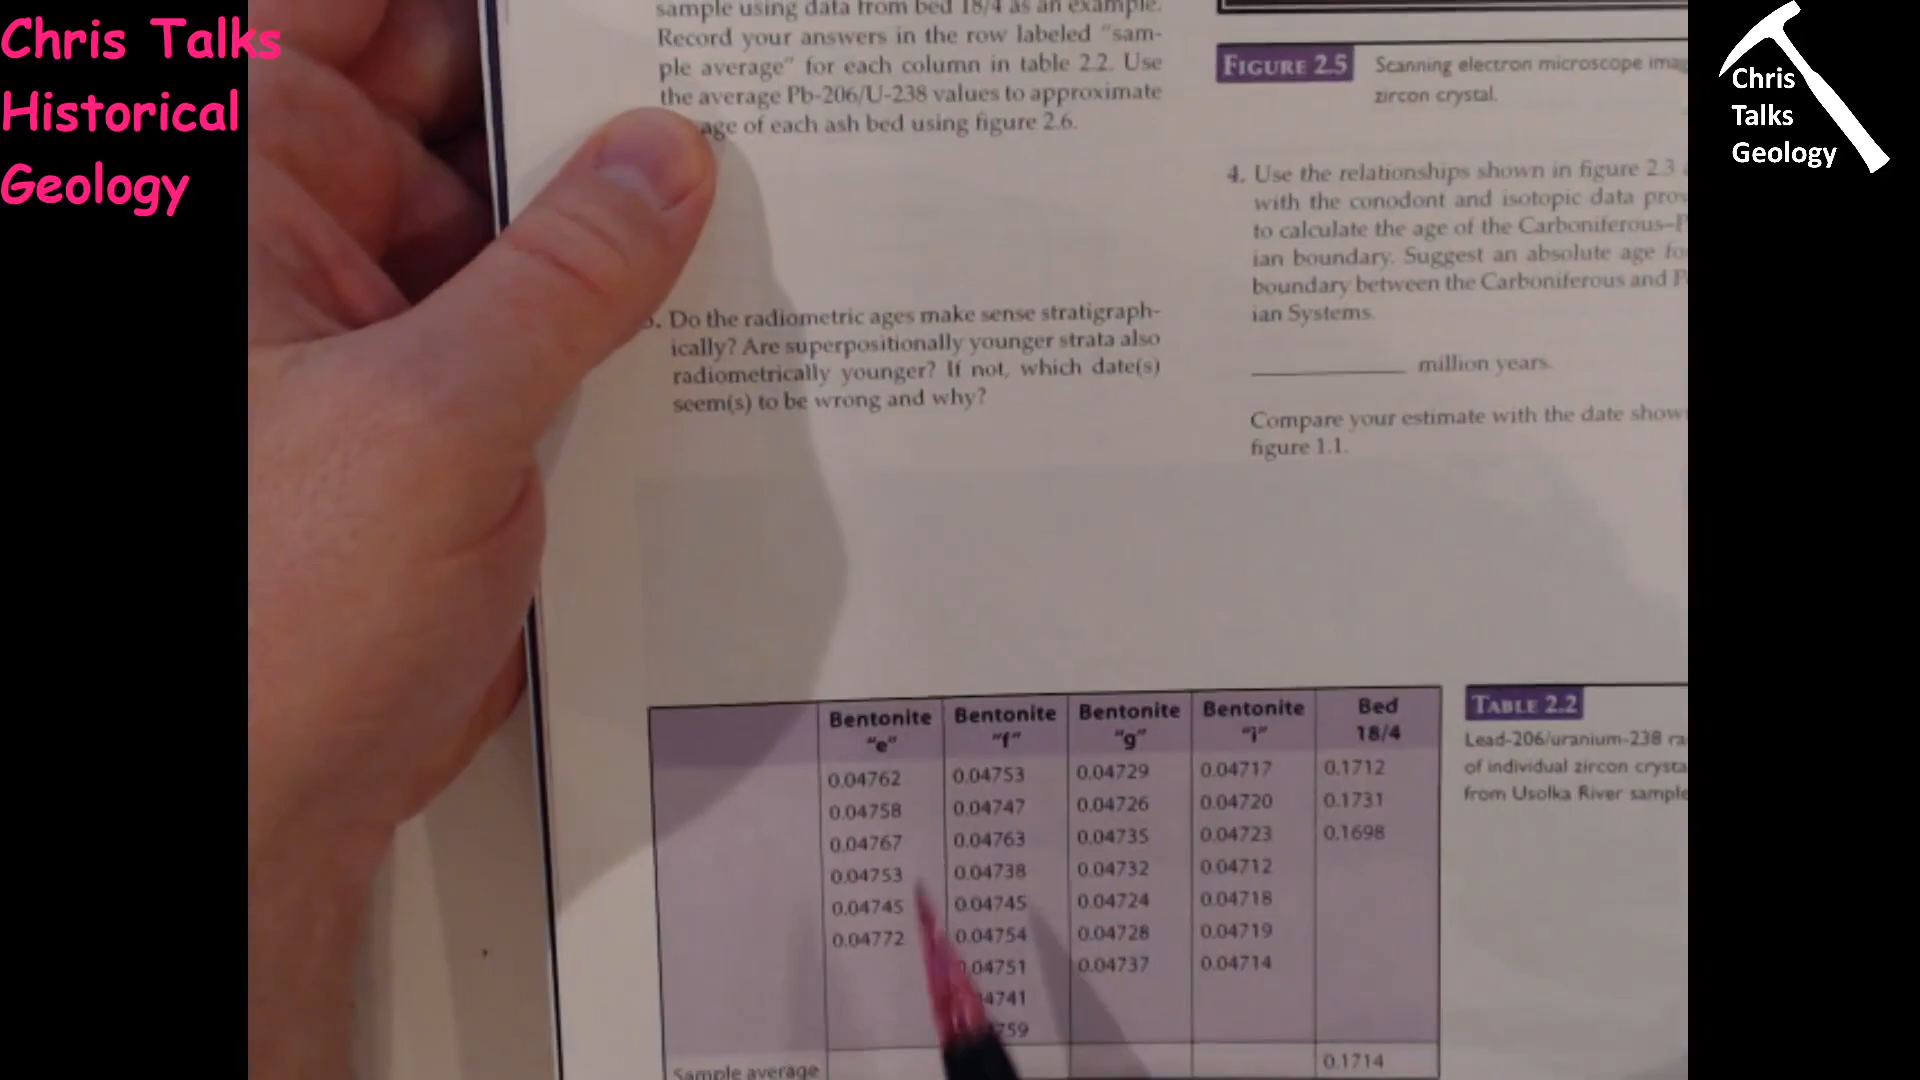 Chris Talks
Historical
Geology
Chris
Talks
Geology
sample using data from bed 18/4 as an example.
Record your answers in the row labeled "sam-
ple average" for each column in table 2.2. Use
the average Pb-206/U-238 values to approximate
age of each ash bed using figure 2.6.
Do the radiometric ages make sense stratigraph-
ically? Are superpositionally younger strata also
radiometrically younger? If not, which date(s)
seem(s) to be wrong and why?
FIGURE 2.5 Scanning electron microscope
zircon crystal.
4. Use the relationships shown in figure 2.3
with the conodont and isotopic data
to calculate the age of the Carboniferous–
ian boundary. Suggest an absolute age
boundary between the Carboniferous and
ian Systems.
million years.
Compare your estimate with the date
figure 1.1.
Bentonite "e" Bentonite "f" Bentonite "g" Bentonite "i" Bed 18/4
0.04762 0.04753 0.04729 0.04717 0.1712
0.04758 0.04747 0.04726 0.04720 0.1731
0.04767 0.04763 0.04735 0.04723 0.1698
0.04753 0.04738 0.04732 0.04712
0.04745 0.04745 0.04724 0.04718
0.04772 0.04754 0.04728 0.04719
0.04751 0.04737 0.04714
4741
759
Sample average 0.1714
TABLE 2.2
Lead-206/uranium-238
of individual zircon
from Usolka River